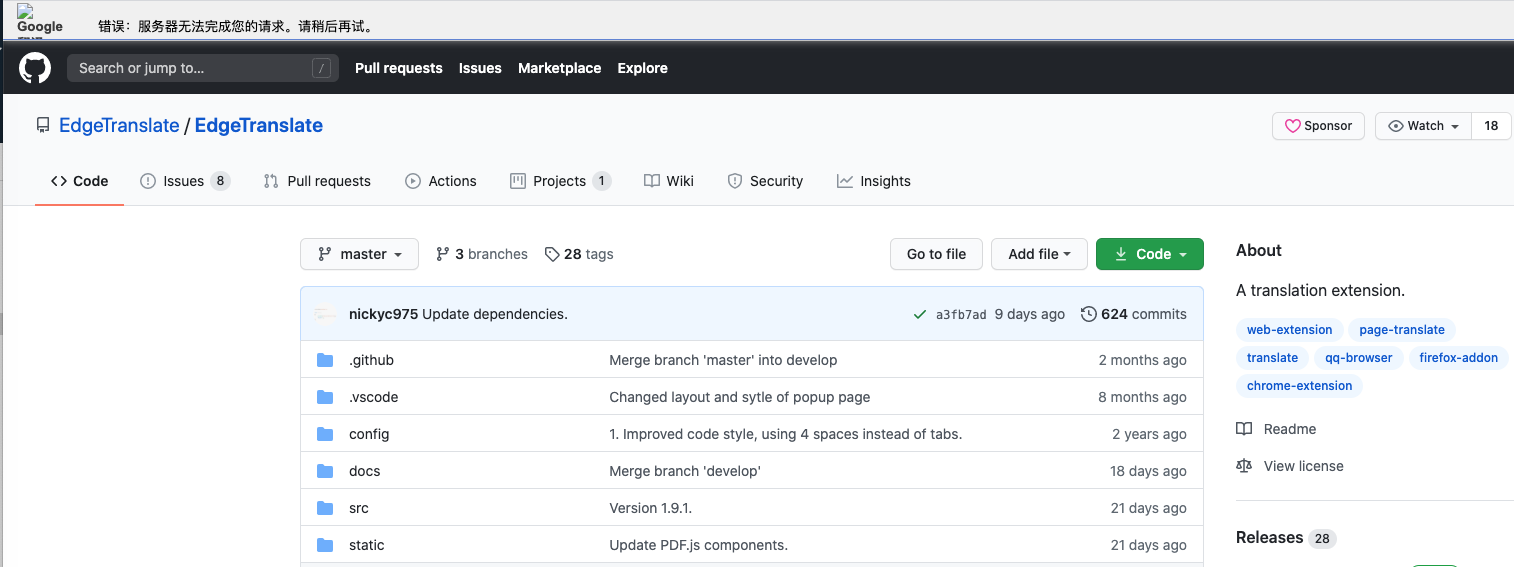 Google
错误：服务器无法完成您的请求。请稍后再试。
Search or jump to... / Pull requests Issues Marketplace Explore
EdgeTranslate / EdgeTranslate Sponsor Watch 18
Code Issues 8 Pull requests Actions Projects 1 Wiki Security Insights
master 3 branches 28 tags Go to file Add file Code
nickyc975 Update dependencies. a3fb7ad 9 days ago 624 commits
.github Merge branch 'master' into develop 2 months ago
.vscode Changed layout and sytle of popup page 8 months ago
config 1. Improved code style, using 4 spaces instead of tabs. 2 years ago
docs Merge branch 'develop' 18 days ago
src Version 1.9.1. 21 days ago
static Update PDF.js components. 21 days ago
About
A translation extension.
web-extension page-translate
translate qq-browser firefox-addon
chrome-extension
Readme
View license
Releases 28